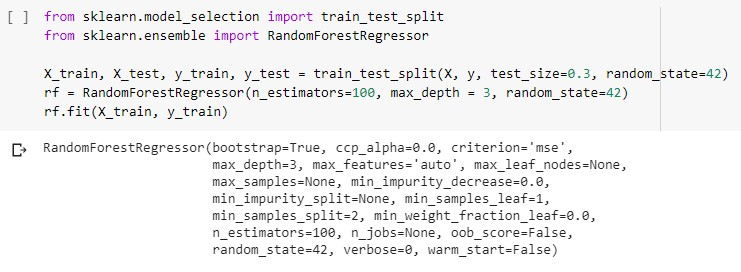 [ ] from sklearn.model_selection import train_test_split
from sklearn.ensemble import RandomForestRegressor
X_train, X_test, y_train, y_test = train_test_split(X, y, test_size=0.3, random_state=42)
rf = RandomForestRegressor(n_estimators=100, max_depth = 3, random_state=42)
rf.fit(X_train, y_train)
RandomForestRegressor(bootstrap=True, ccp_alpha=0.0, criterion='mse',
max_depth=3, max_features='auto', max_leaf_nodes=None,
max_samples=None, min_impurity_decrease=0.0,
min_impurity_split=None, min_samples_leaf=1,
min_samples_split=2, min_weight_fraction_leaf=0.0,
n_estimators=100, n_jobs=None, oob_score=False,
random_state=42, verbose=0, warm_start=False)